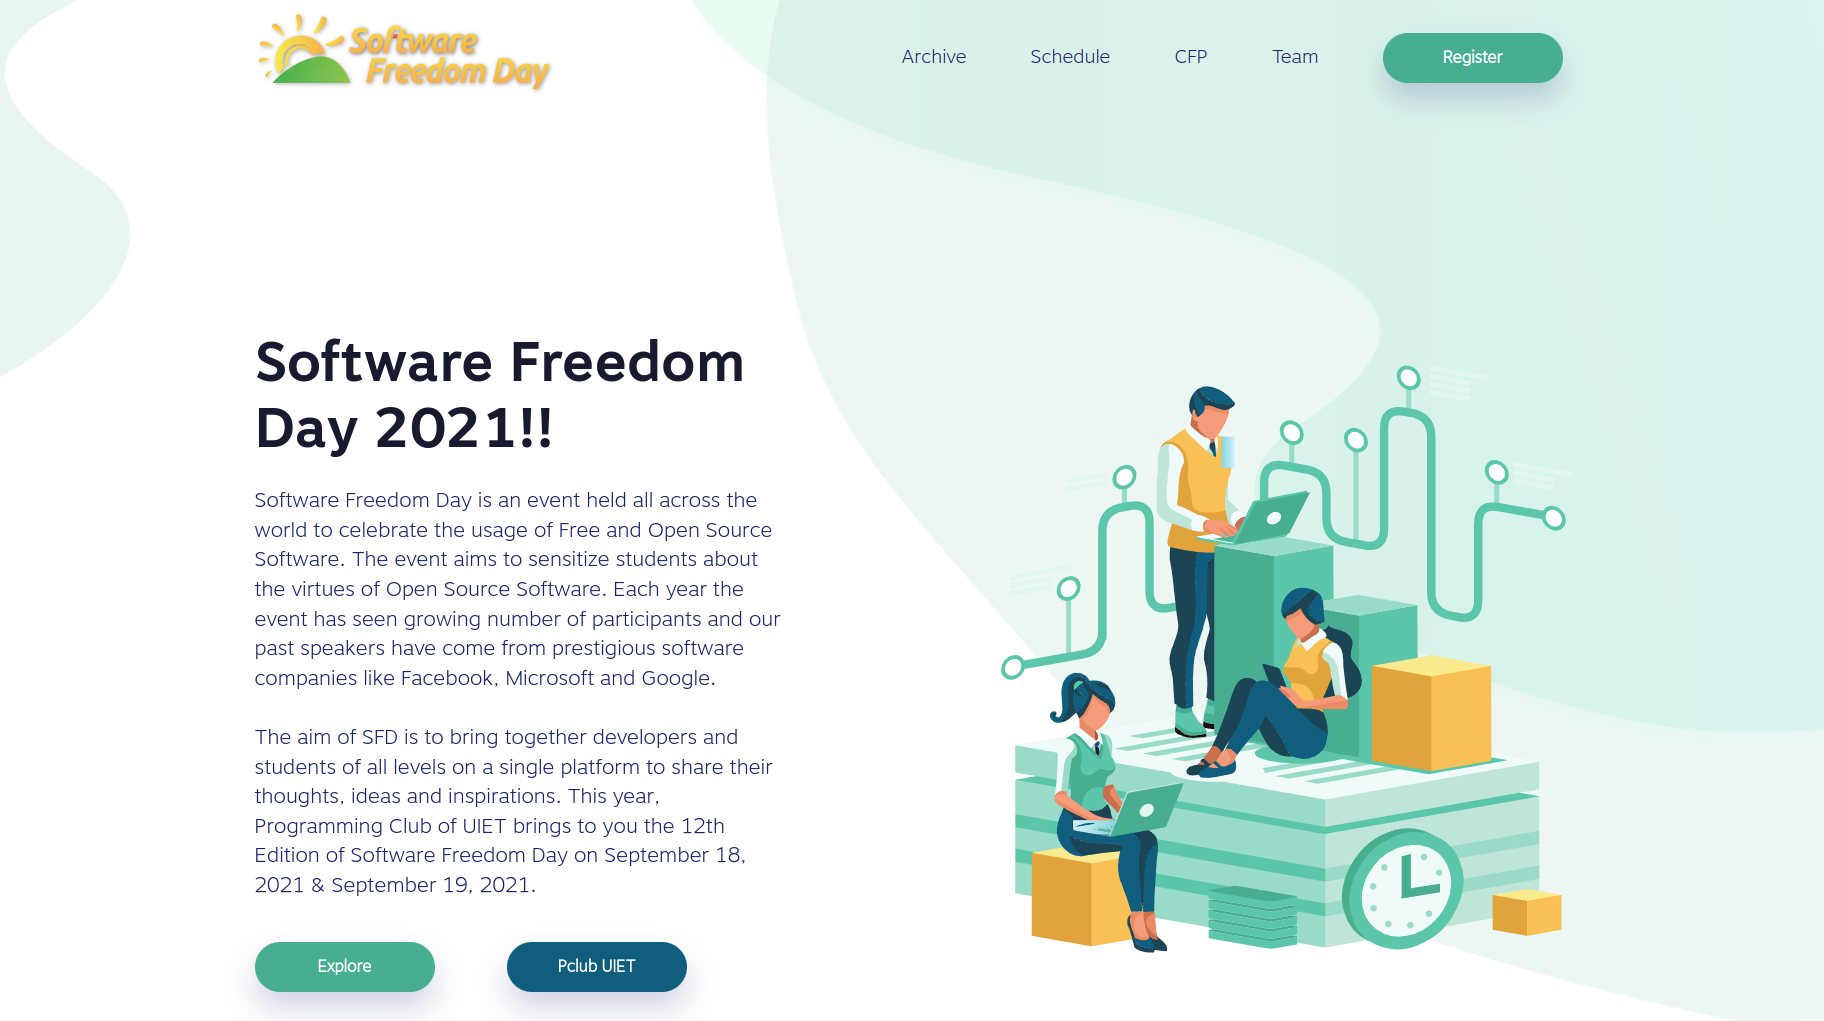 Software
Freedom Day
Archive
Schedule
CFP
Team
Register
Software Freedom
Day 2021!!
Software Freedom Day is an event held all across the
world to celebrate the usage of Free and Open Source
Software. The event aims to sensitize students about
the virtues of Open Source Software. Each year the
event has seen growing number of participants and our
past speakers have come from prestigious software
companies like Facebook, Microsoft and Google.
The aim of SFD is to bring together developers and
students of all levels on a single platform to share their
thoughts, ideas and inspirations. This year,
Programming Club of UIET brings to you the 12th
Edition of Software Freedom Day on September 18,
2021 & September 19, 2021.
Explore
Pclub UIET